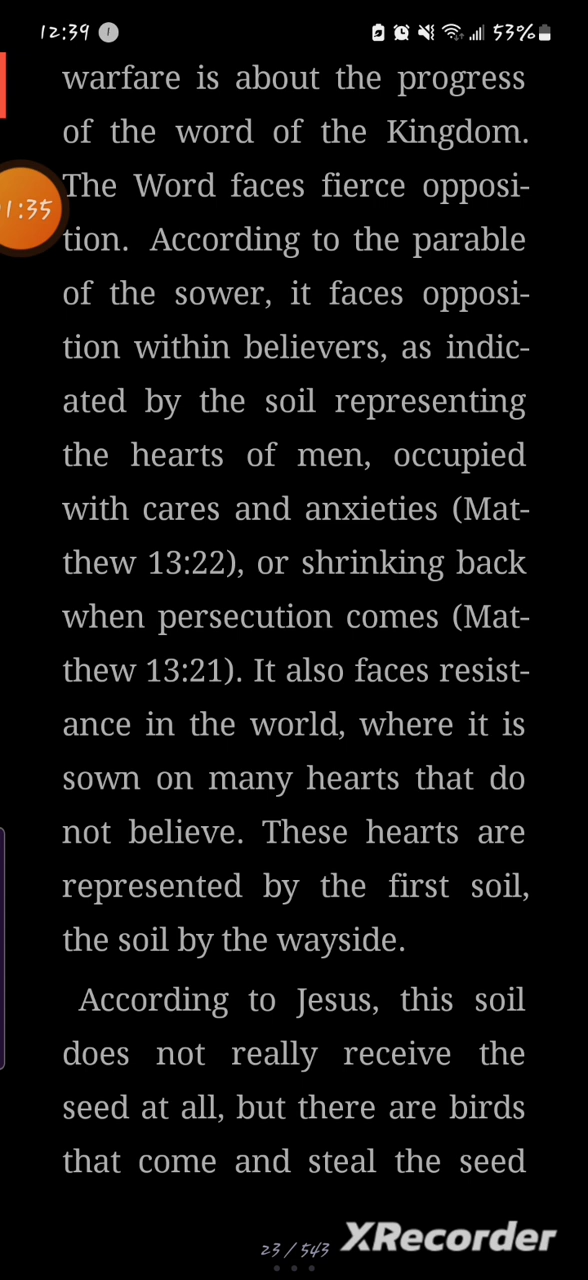 12:39
53%
warfare is about the progress
of the word of the Kingdom.
The Word faces fierce opposi-
1:35
tion. According to the parable
of the sower, it faces opposi-
tion within believers, as indic-
ated by the soil representing
the hearts of men, occupied
with cares and anxieties (Mat-
thew 13:22), or shrinking back
when persecution comes (Mat-
thew 13:21). It also faces resist-
ance in the world, where it is
sown on many hearts that do
not believe. These hearts are
represented by the first soil,
the soil by the wayside.
According to Jesus, this soil
does not really receive the
seed at all, but there are birds
that come and steal the seed
23/543
XRecorder